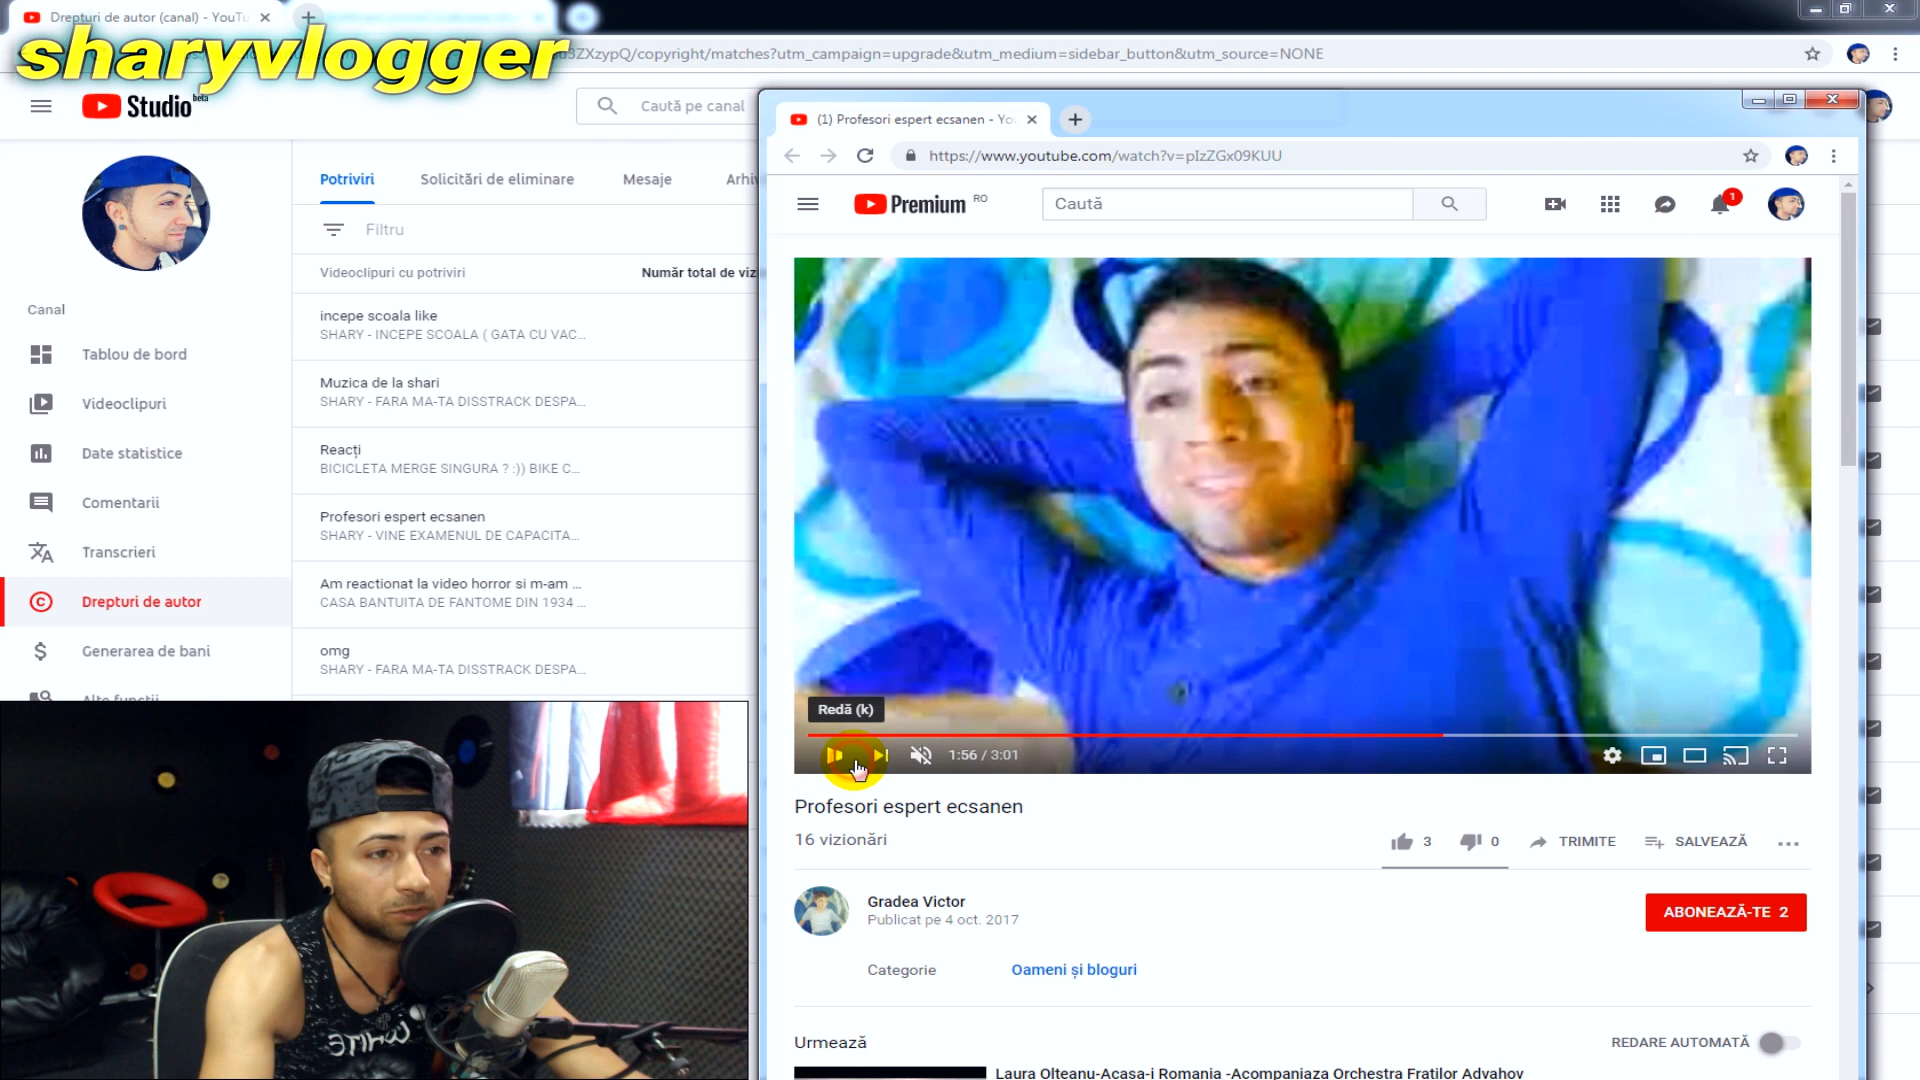 Drepturi de autor (canal) - YouTu
sharyvlogger
3ZXzypQ/copyright/matches?utm_campaign=upgrade&utm_medium=sidebar_button&utm_source=NONE
Studio beta
Caută pe canal
Potriviri
Solicitări de eliminare
Mesaje
Arhiv
Filtru
Videoclipuri cu potriviri
Număr total de viz
incepe scoala like
SHARY - INCEPE SCOALA ( GATA CU VAC...
Muzica de la shari
SHARY - FARA MA-TA DISSTRACK DESPA...
Reacți
BICICLETA MERGE SINGURA ? :)) BIKE C...
Profesori espert ecsanen
SHARY - VINE EXAMENUL DE CAPACITA...
Am reactionat la video horror si m-am ...
CASA BANTUITA DE FANTOME DIN 1934 ...
omg
SHARY - FARA MA-TA DISSTRACK DESPA...
Canal
Tablou de bord
Videoclipuri
Date statistice
Comentarii
Transcrieri
Drepturi de autor
Generarea de bani
Alte funcții
(1) Profesori espert ecsanen - Yo
https://www.youtube.com/watch?v=pIzZGx09KUU
Premium RO
Caută
1
Redă (k)
1:56 / 3:01
Profesori espert ecsanen
16 vizionări
3
0
TRIMITE
SALVEAZĂ
Gradea Victor
Publicat pe 4 oct. 2017
ABONEAZĂ-TE 2
Categorie
Oameni și bloguri
Urmează
REDARE AUTOMATĂ
Laura Olteanu-Acasa-i Romania -Acompaniaza Orchestra Fratilor Advahov
WHITE